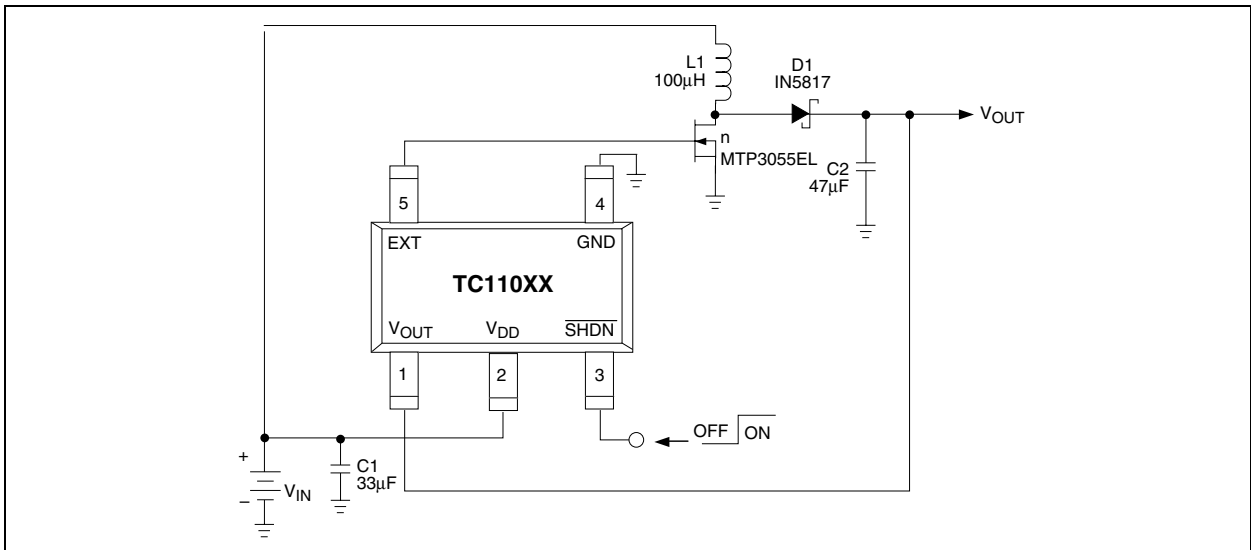 L1
100µH
D1
IN5817
VOUT
n
MTP3055EL
C2
47µF
5
4
EXT
GND
TC110XX
VOUT
VDD
SHDN
1
2
3
OFF
ON
+
–
VIN
C1
33µF